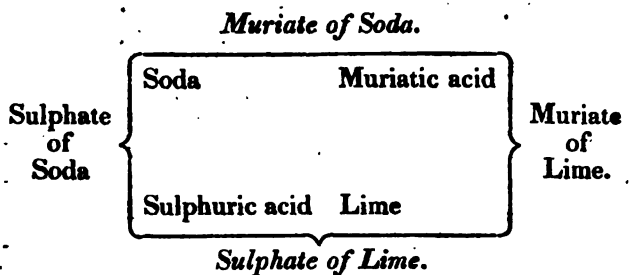 Muriate of Soda.
Soda Muriatic acid
Sulphate
of
Soda
Muriate
of
Lime.
Sulphuric acid Lime
Sulphate of Lime.